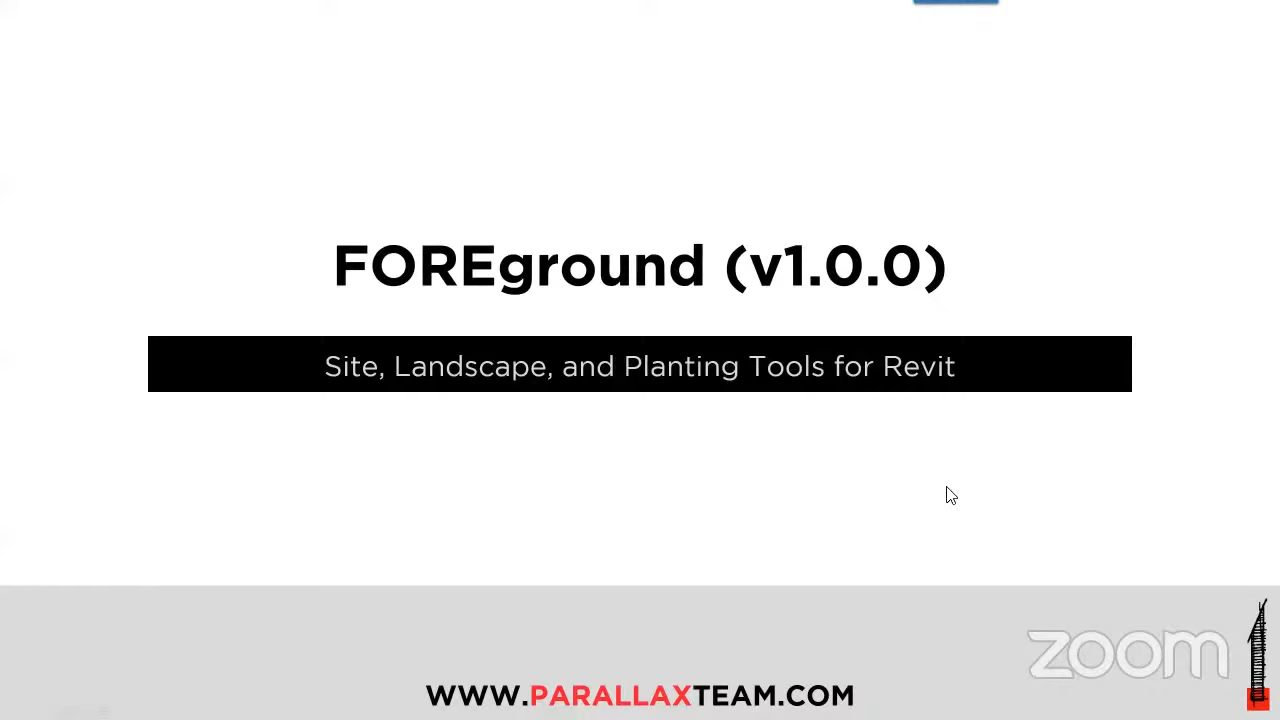 FOREground (v1.0.0)
Site, Landscape, and Planting Tools for Revit
zoom
WWW.PARALLAXTEAM.COM